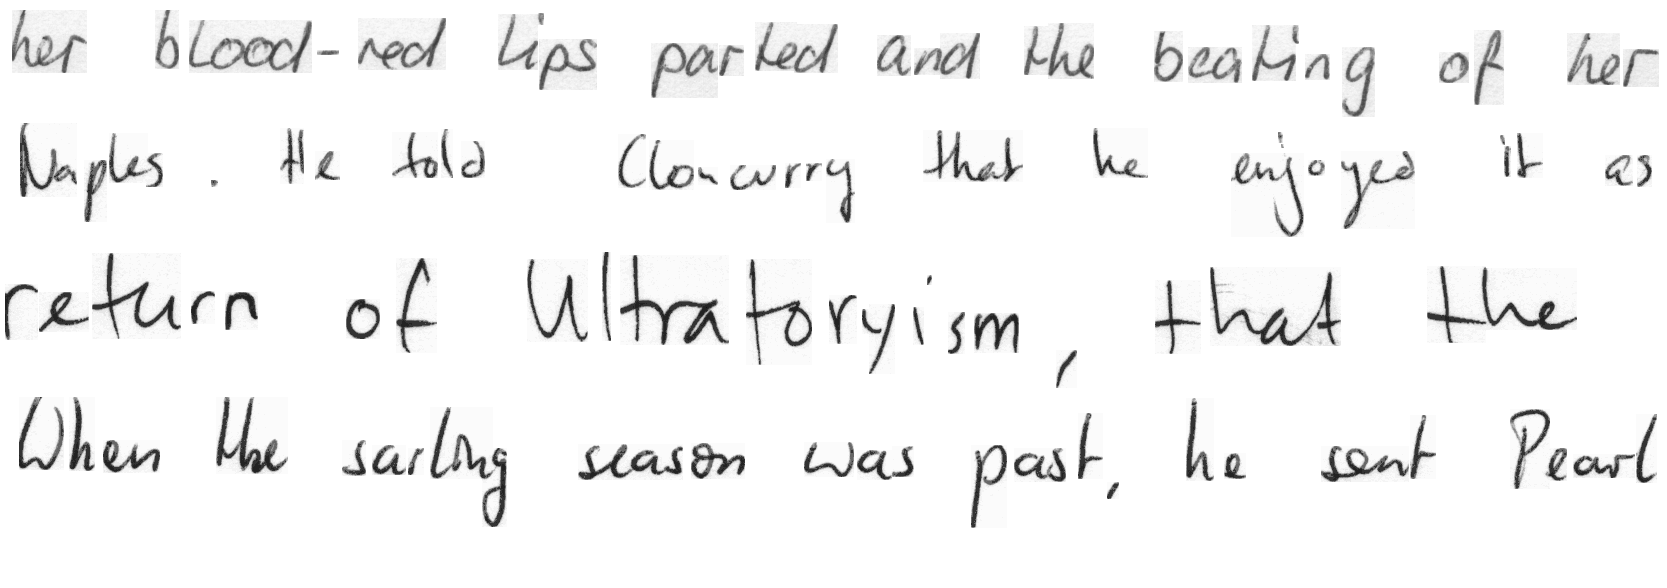 her blood-red lips parted and the beating of her
Naples. He told Cloncurry that he enjoyed it as
return of Ultratoryism, that the
When the sailing season was past, he sent Pearl